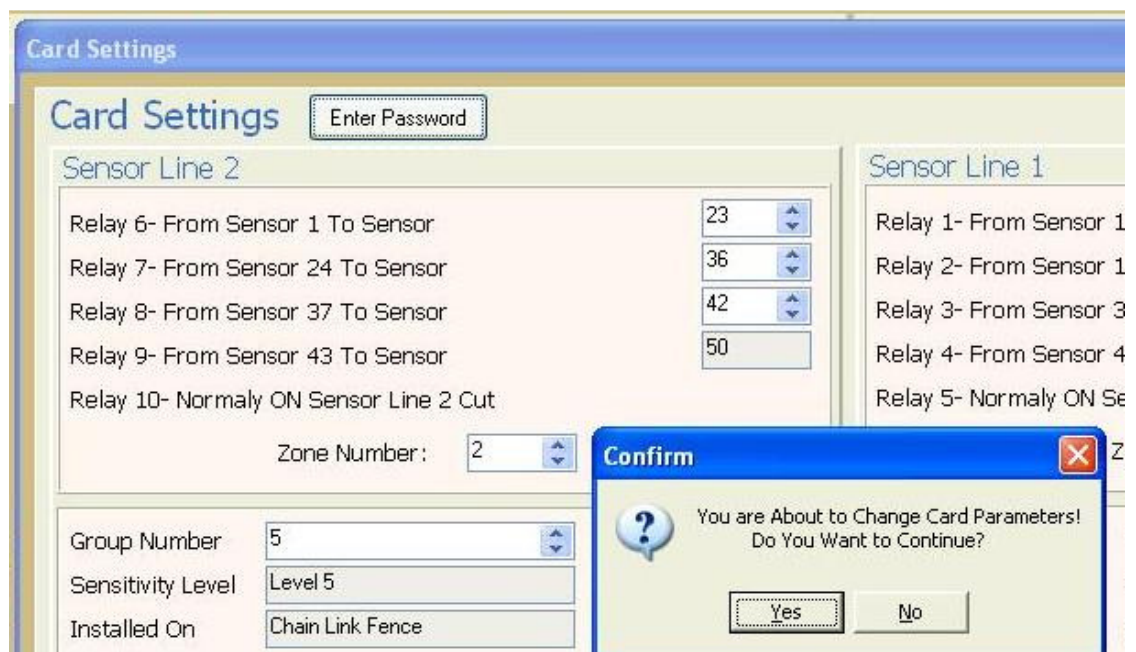 Card Settings
Card Settings
Enter Password
Sensor Line 2
Relay 6- From Sensor 1 To Sensor 23
Relay 7- From Sensor 24 To Sensor 36
Relay 8- From Sensor 37 To Sensor 42
Relay 9- From Sensor 43 To Sensor 50
Relay 10- Normaly ON Sensor Line 2 Cut
Zone Number: 2
Sensor Line 1
Relay 1- From Sensor 1
Relay 2- From Sensor 1
Relay 3- From Sensor 3
Relay 4- From Sensor 4
Relay 5- Normaly ON Se
Z
Group Number 5
Sensitivity Level Level 5
Installed On Chain Link Fence
Confirm
You are About to Change Card Parameters!
Do You Want to Continue?
Yes No